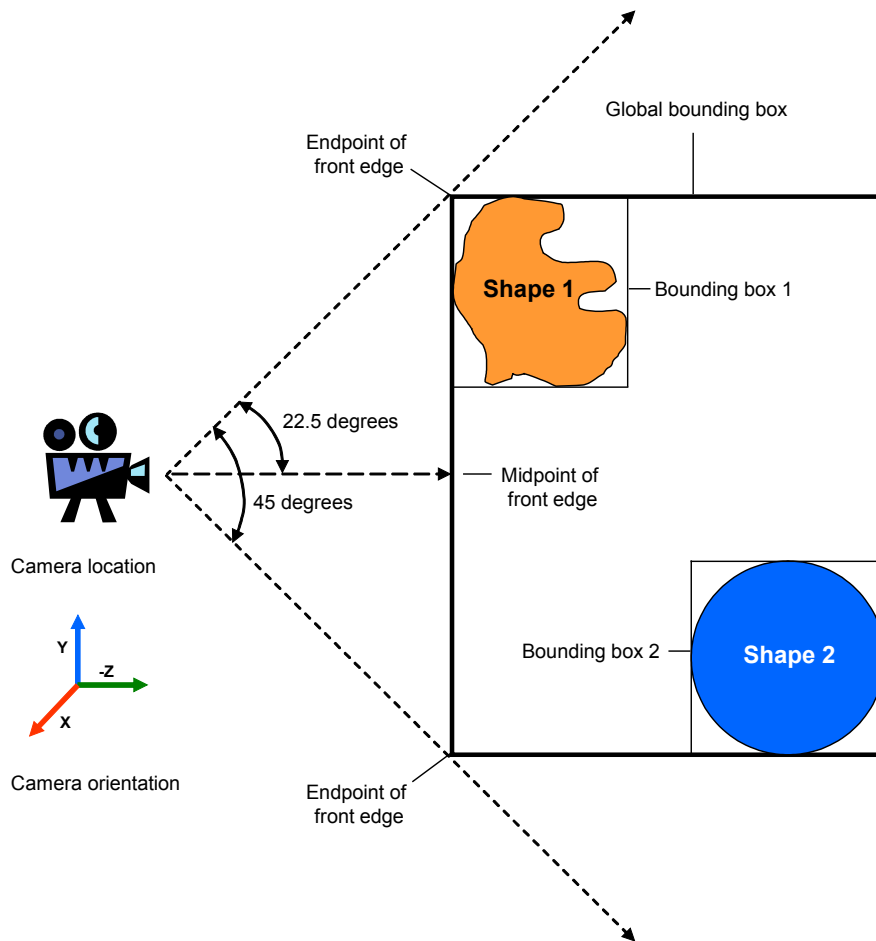 Global bounding box
Endpoint of
front edge
Shape 1
Bounding box 1
22.5 degrees
Midpoint of
front edge
45 degrees
Camera location
Y
-Z
X
Bounding box 2
Shape 2
Camera orientation
Endpoint of
front edge